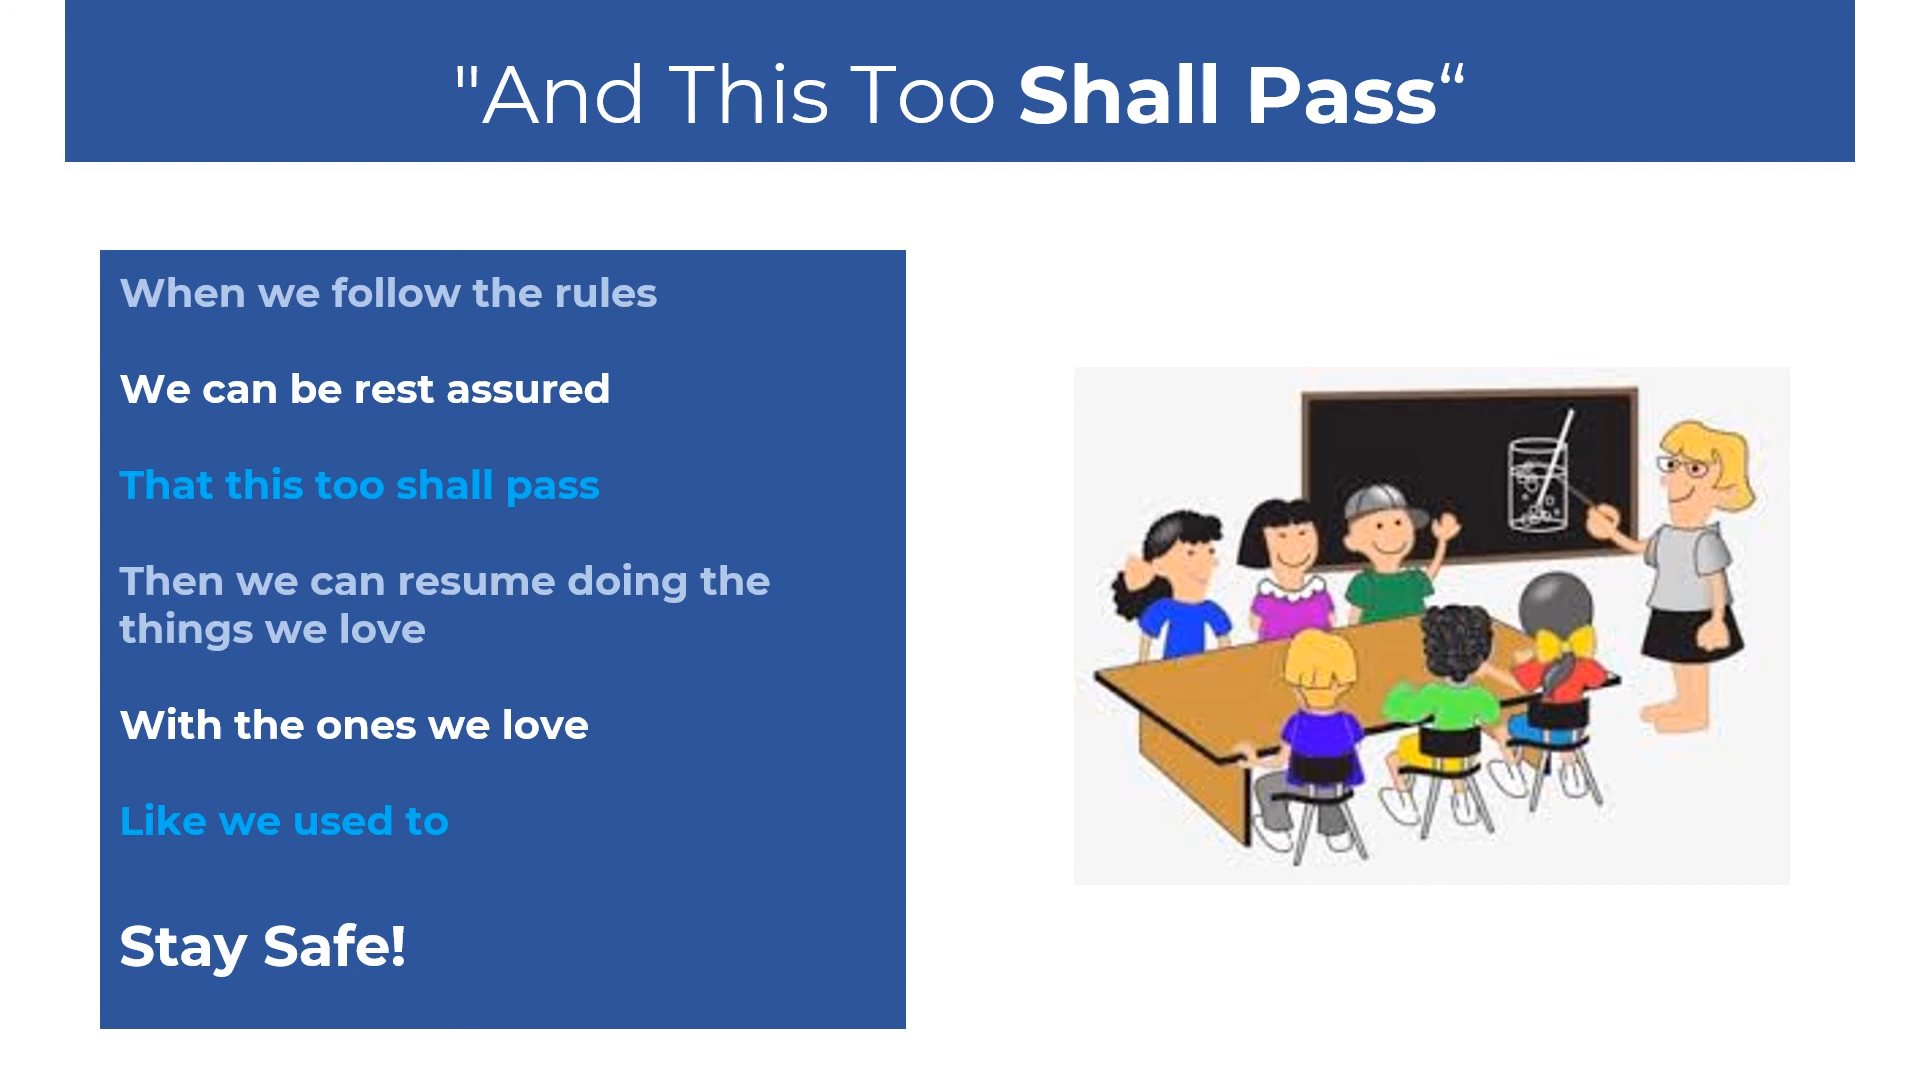 "And This Too Shall Pass“
When we follow the rules
We can be rest assured
That this too shall pass
Then we can resume doing the
things we love
With the ones we love
Like we used to
Stay Safe!